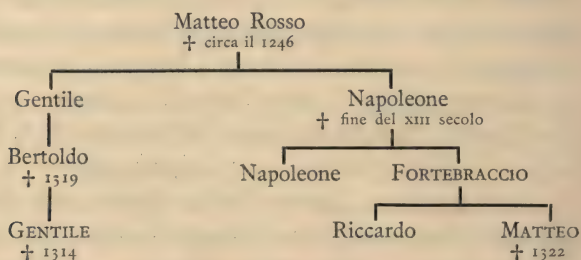 Matteo Rosso
† circa il 1246
Gentile Napoleone
† fine del XIII secolo
Bertoldo Napoleone FORTEBRACCIO
† 1319
GENTILE Riccardo MATTEO
† 1314 † 1322